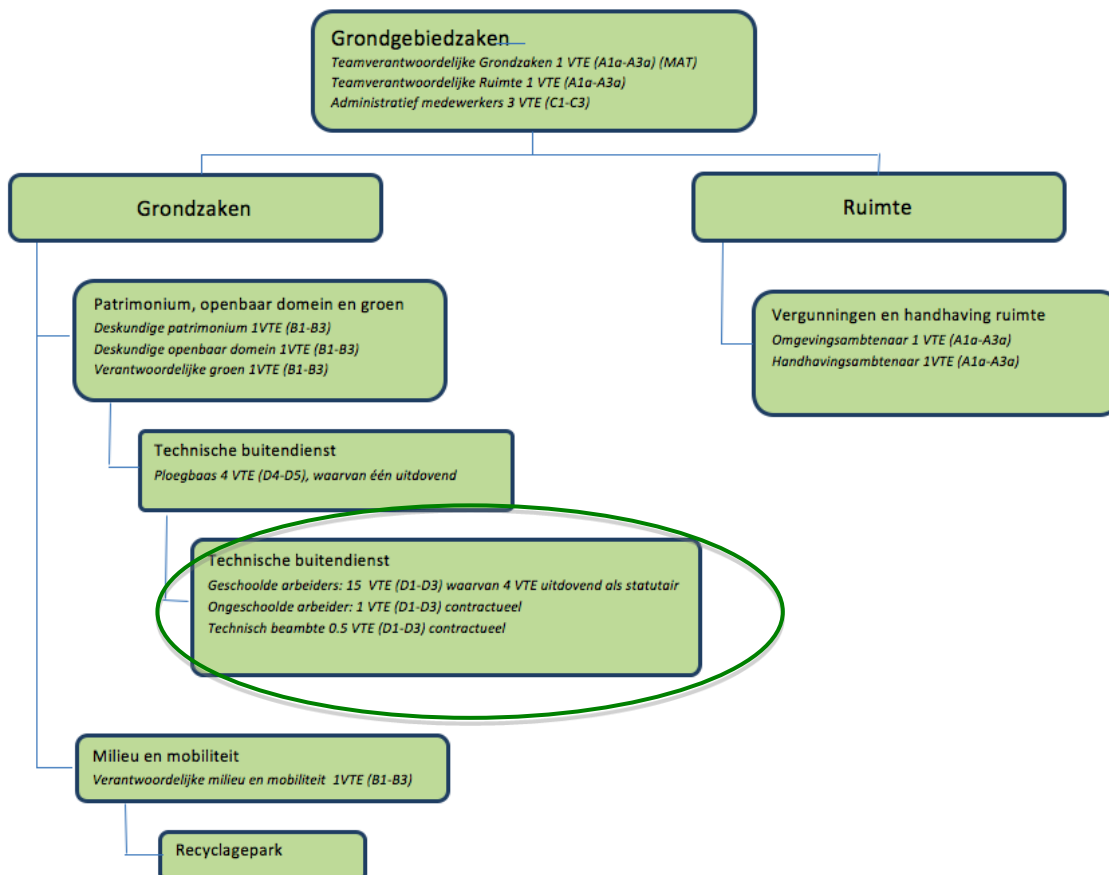 Grondgebiedzaken
Teamverantwoordelijke Grondzaken 1 VTE (A1a-A3a) (MAT)
Teamverantwoordelijke Ruimte 1 VTE (A1a-A3a)
Administratief medewerkers 3 VTE (C1-C3)
Grondzaken
Ruimte
Patrimonium, openbaar domein en groen
Deskundige patrimonium 1VTE (B1-B3)
Deskundige openbaar domein 1VTE (B1-B3)
Verantwoordelijke groen 1VTE (B1-B3)
Vergunningen en handhaving ruimte
Omgevingsambtenaar 1 VTE (A1a-A3a)
Handhavingsambtenaar 1VTE (A1a-A3a)
Technische buitendienst
Ploegbaas 4 VTE (D4-D5), waarvan één uitdovend
Technische buitendienst
Geschoolde arbeiders: 15 VTE (D1-D3) waarvan 4 VTE uitdovend als statutair
Ongeschoolde arbeider: 1 VTE (D1-D3) contractueel
Technisch beambte 0.5 VTE (D1-D3) contractueel
Milieu en mobiliteit
Verantwoordelijke milieu en mobiliteit 1VTE (B1-B3)
Recyclagepark